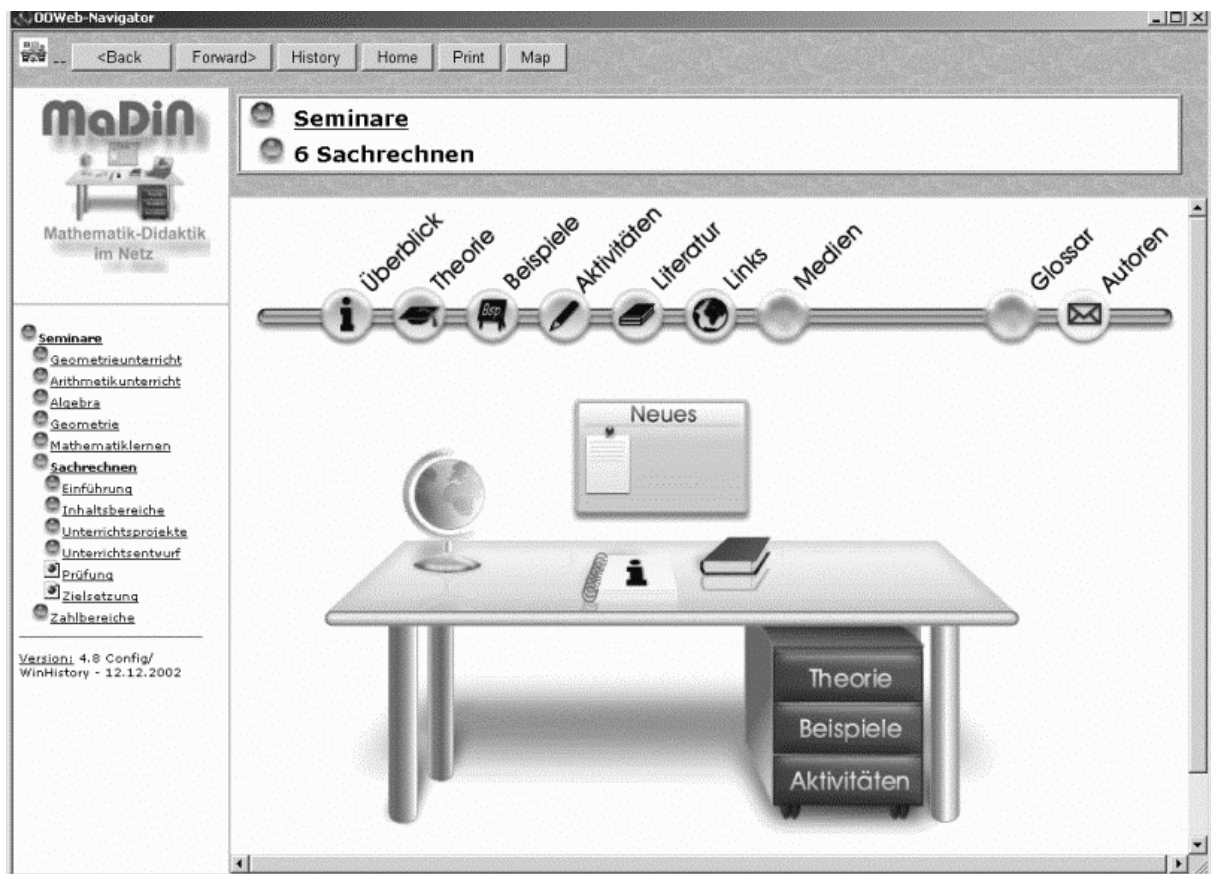 OOWeb-Navigator
<Back Forward> History Home Print Map
MaDiN
Mathematik-Didaktik
im Netz
Seminare
6 Sachrechnen
Überblick Theorie Beispiele Aktivitäten Literatur Links Medien Glossar Autoren
Bsp
Seminare
Geometrieunterricht
Arithmetikunterricht
Algebra
Geometrie
Mathematiklernen
Sachrechnen
Einführung
Inhaltsbereiche
Unterrichtsprojekte
Unterrichtsentwurf
Prüfung
Zielsetzung
Zahlbereiche
Version: 4.8 Config/
WinHistory - 12.12.2002
Neues
i
Theorie
Beispiele
Aktivitäten